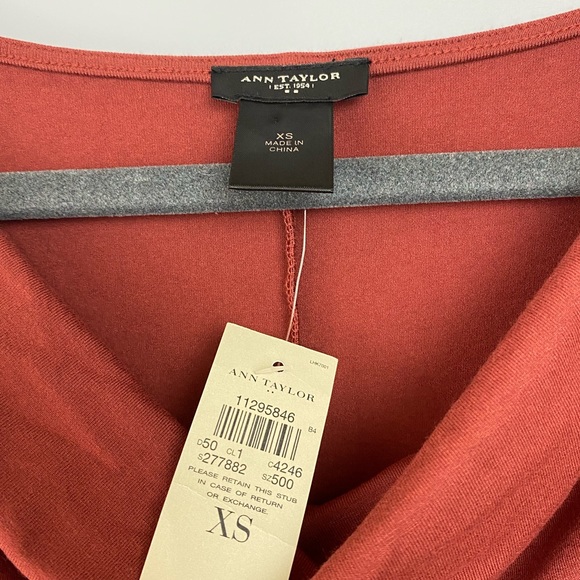 ANN TAYLOR
EST. 1954
XS
MADE IN
CHINA
ANN TAYLOR
11295846
B4
D50 CL1 C4246
S277882 SZ500
PLEASE RETAIN THIS STUB
IN CASE OF RETURN
OR EXCHANGE.
XS